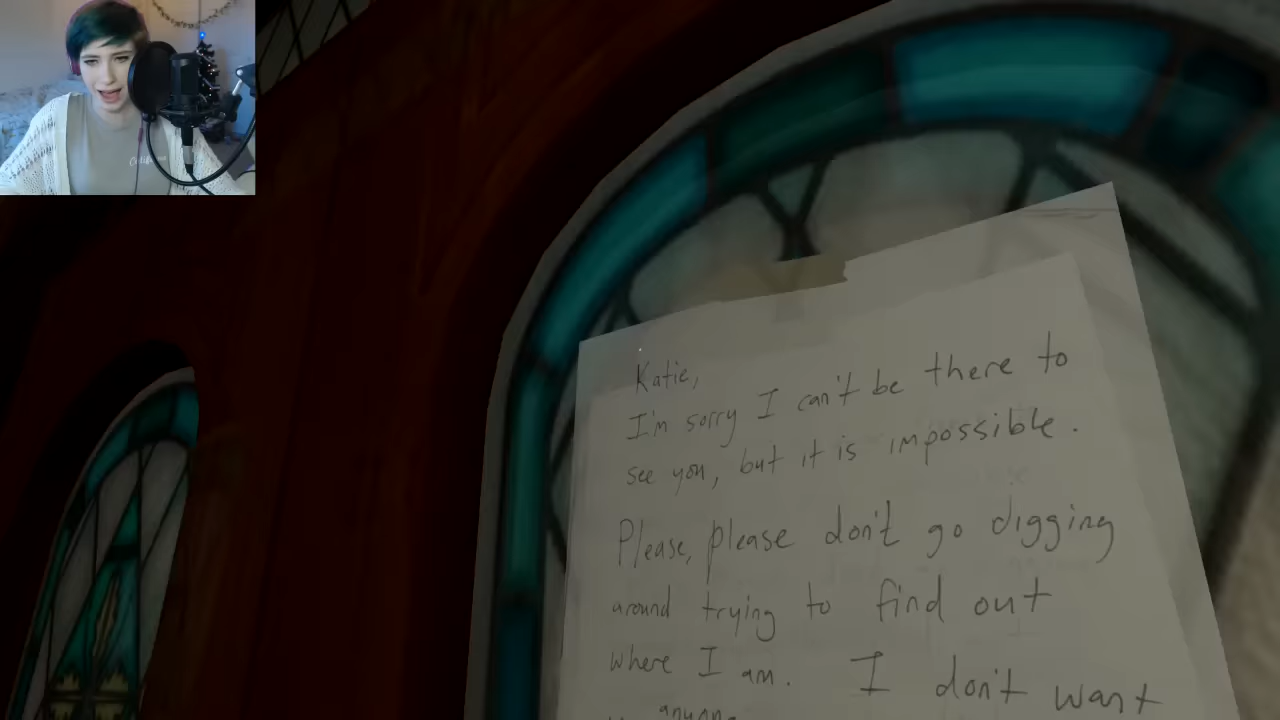 Katie,
I'm sorry I can't be there to
see you, but it is impossible.
Please, please don't go digging
around trying to find out
where I am. I don't want
anyone